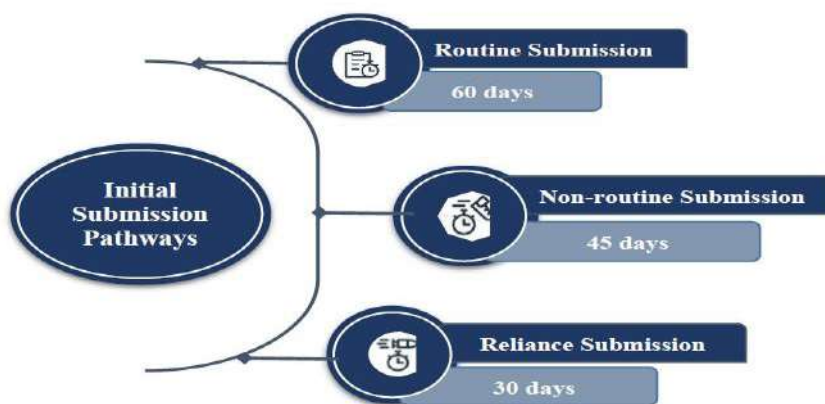 Routine Submission
60 days
Initial
Submission
Pathways
Non-routine Submission
45 days
Reliance Submission
30 days